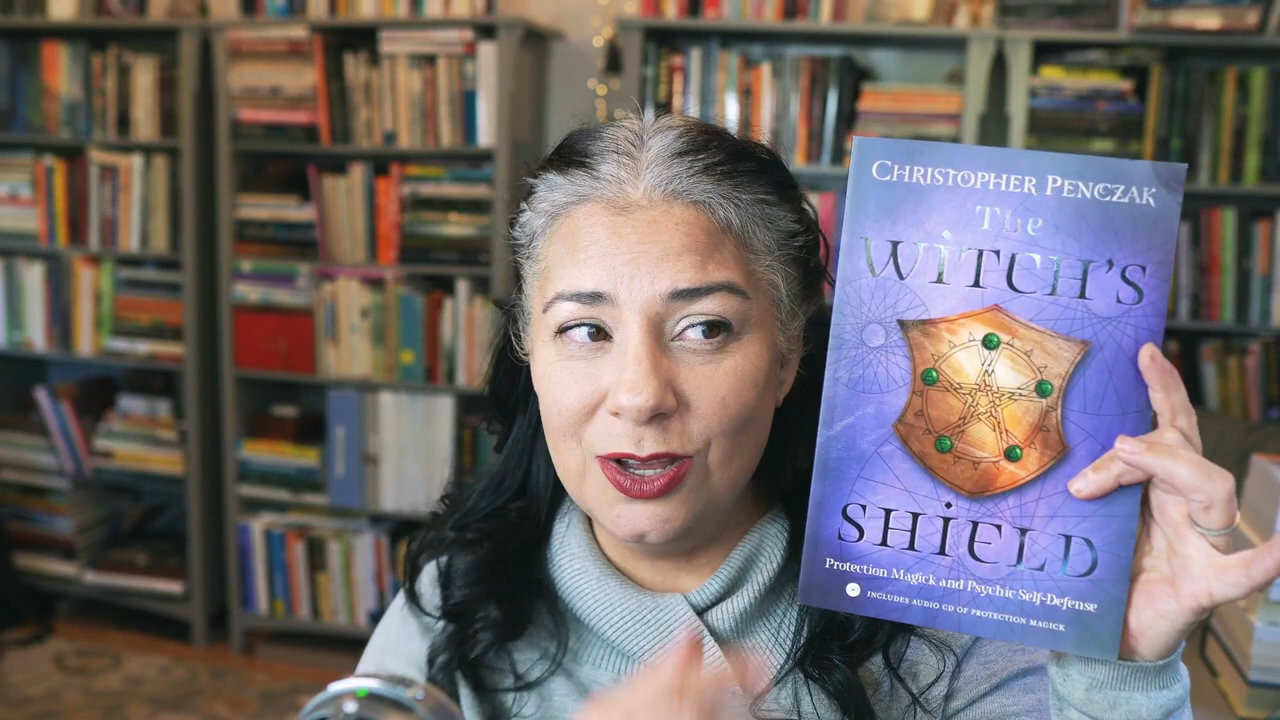 CHRISTOPHER PENCZAK
The
WITCH'S
SHIELD
Protection Magick and Psychic Self-Defense
INCLUDES AUDIO CD OF PROTECTION MAGICK